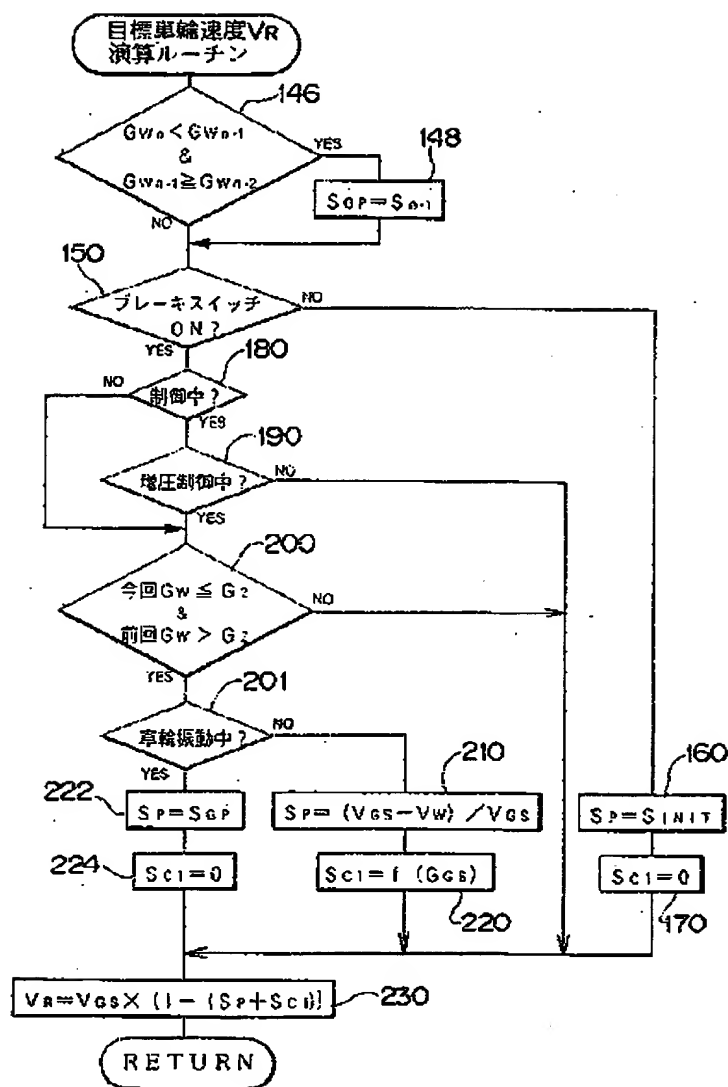 目標車輪速度VR
演算ルーチン
146
GWn<GWn-1
&
GWn-1≧GWn-2
YES
NO
148
SGP=Sn-1
150
ブレーキスイッチ
ON?
NO
YES
180
制御中?
NO
YES
190
増圧制御中?
NO
YES
200
今回GW≦G2
&
前回GW>G2
NO
YES
201
車輪振動中?
NO
YES
222
SP=SGP
224
SC1=0
210
SP=(VGS-VW)/VGS
SC1=f(GGS)
220
160
SP=SINIT
SC1=0
170
VR=VGS×{1-(SP+SC1)}
230
RETURN